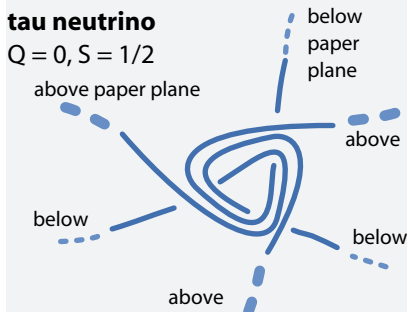 tau neutrino
Q = 0, S = 1/2
above paper plane
below
paper
plane
above
below
below
above